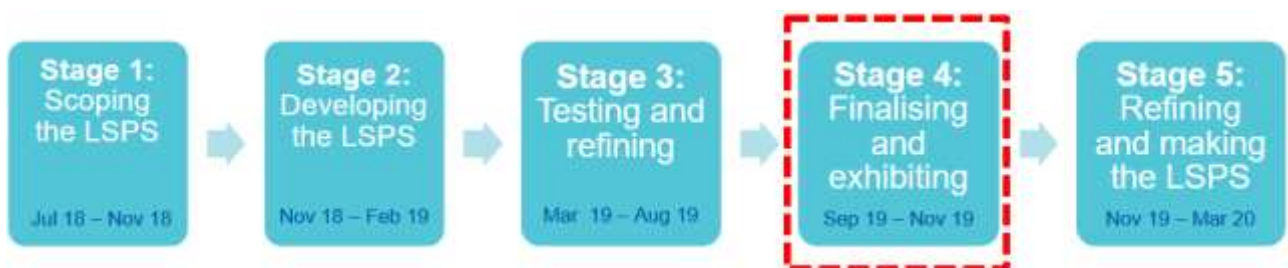 Stage 1:
Scoping
the LSPS
Jul 18 – Nov 18
Stage 2:
Developing
the LSPS
Nov 18 – Feb 19
Stage 3:
Testing and
refining
Mar 19 – Aug 19
Stage 4:
Finalising
and
exhibiting
Sep 19 – Nov 19
Stage 5:
Refining
and making
the LSPS
Nov 19 – Mar 20